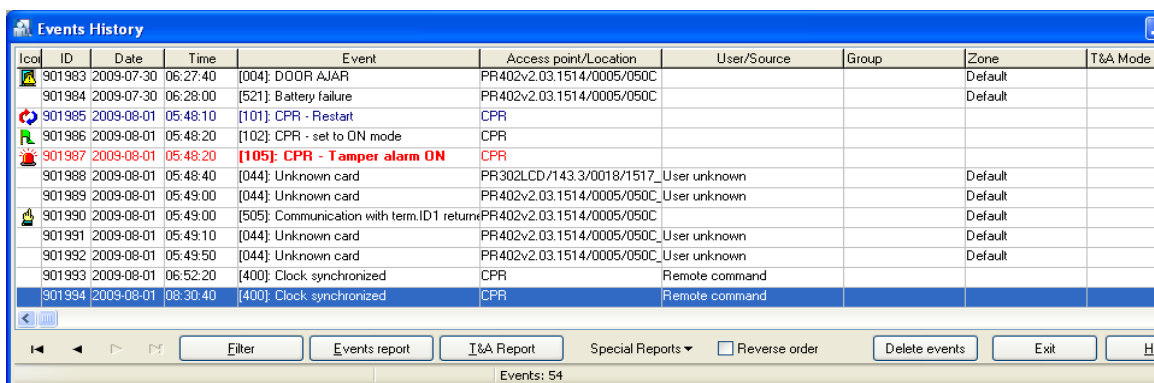 Events History
Icon ID Date Time Event Access point/Location User/Source Group Zone T&A Mode
901983 2009-07-30 06:27:40 [004]: DOOR AJAR PR402v2.03.1514/0005/050C Default
901984 2009-07-30 06:28:00 [521]: Battery failure PR402v2.03.1514/0005/050C Default
901985 2009-08-01 05:48:10 [101]: CPR - Restart CPR
901986 2009-08-01 05:48:20 [102]: CPR - set to ON mode CPR
901987 2009-08-01 05:48:20 [105]: CPR - Tamper alarm ON CPR
901988 2009-08-01 05:48:40 [044]: Unknown card PR302LCD/143.3/0018/1517_ User unknown Default
901989 2009-08-01 05:49:00 [044]: Unknown card PR402v2.03.1514/0005/050C_ User unknown Default
901990 2009-08-01 05:49:00 [505]: Communication with term.ID1 returne PR402v2.03.1514/0005/050C Default
901991 2009-08-01 05:49:10 [044]: Unknown card PR402v2.03.1514/0005/050C_ User unknown Default
901992 2009-08-01 05:49:50 [044]: Unknown card PR402v2.03.1514/0005/050C_ User unknown Default
901993 2009-08-01 06:52:20 [400]: Clock synchronized CPR Remote command
901994 2009-08-01 08:30:40 [400]: Clock synchronized CPR Remote command
Filter Events report T&A Report Special Reports Reverse order Delete events Exit H
Events: 54